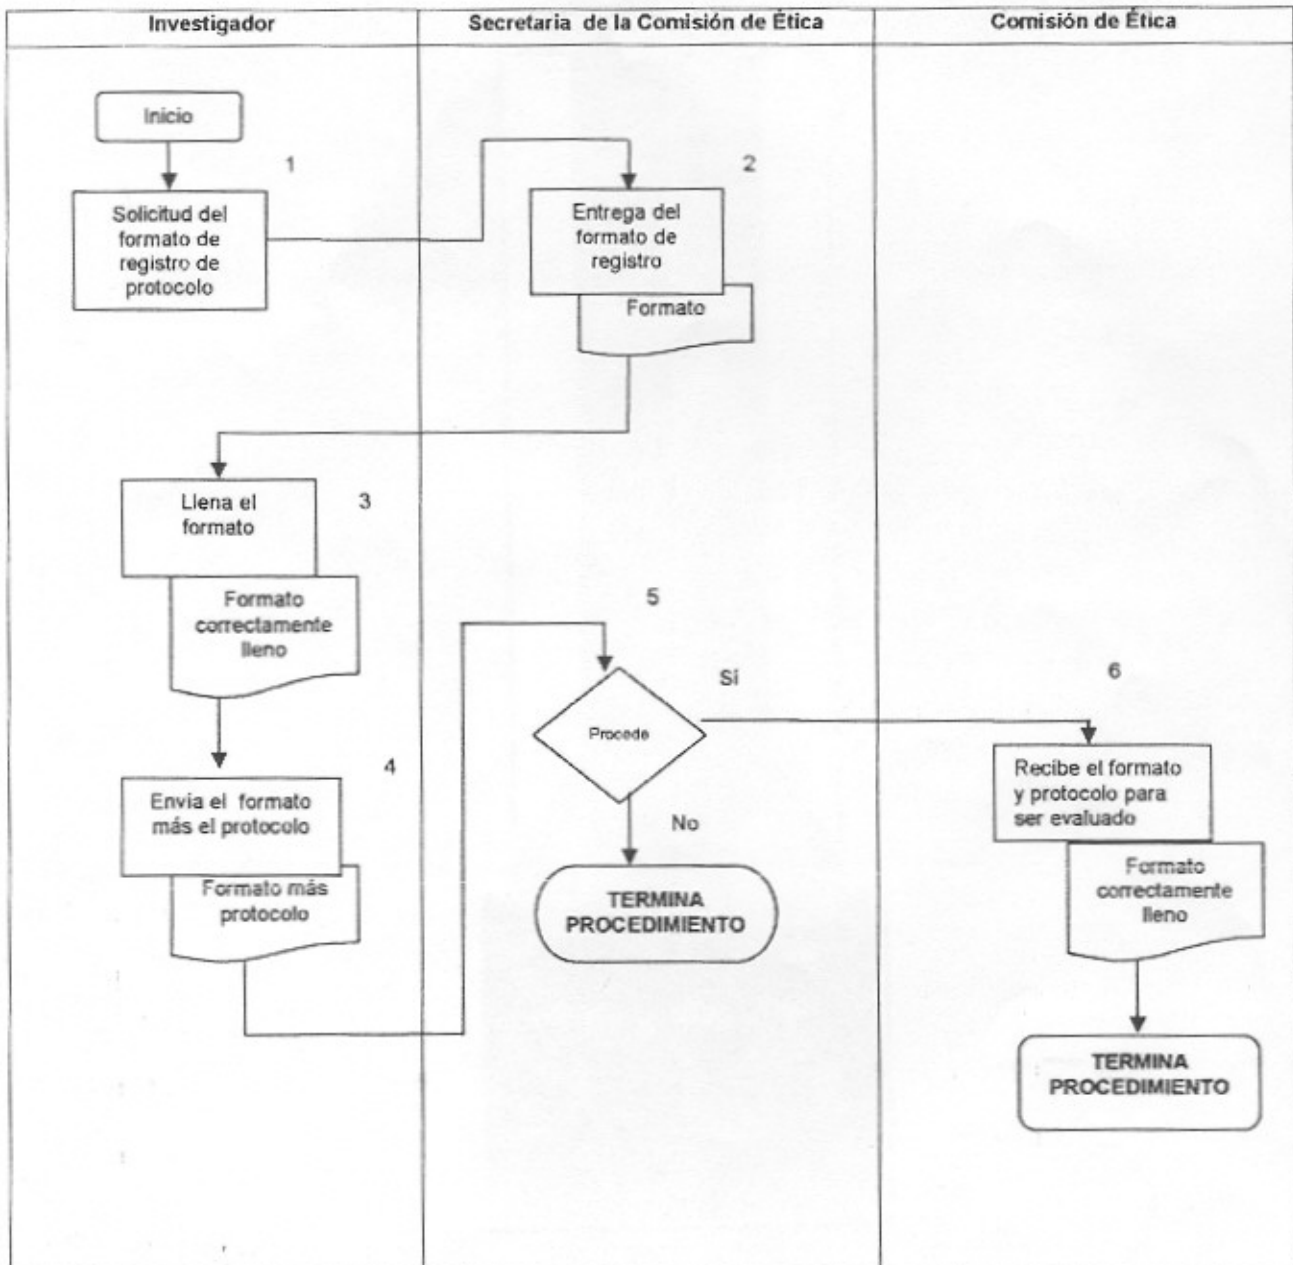 Investigador
Secretaria de la Comisión de Ética
Comisión de Ética
Inicio
1
Solicitud del
formato de
registro de
protocolo
2
Entrega del
formato de
registro
Formato
3
Llena el
formato
Formato
correctamente
lleno
4
Envia el formato
más el protocolo
Formato más
protocolo
5
Procede
Si
No
TERMINA
PROCEDIMIENTO
6
Recibe el formato
y protocolo para
ser evaluado
Formato
correctamente
lleno
TERMINA
PROCEDIMIENTO